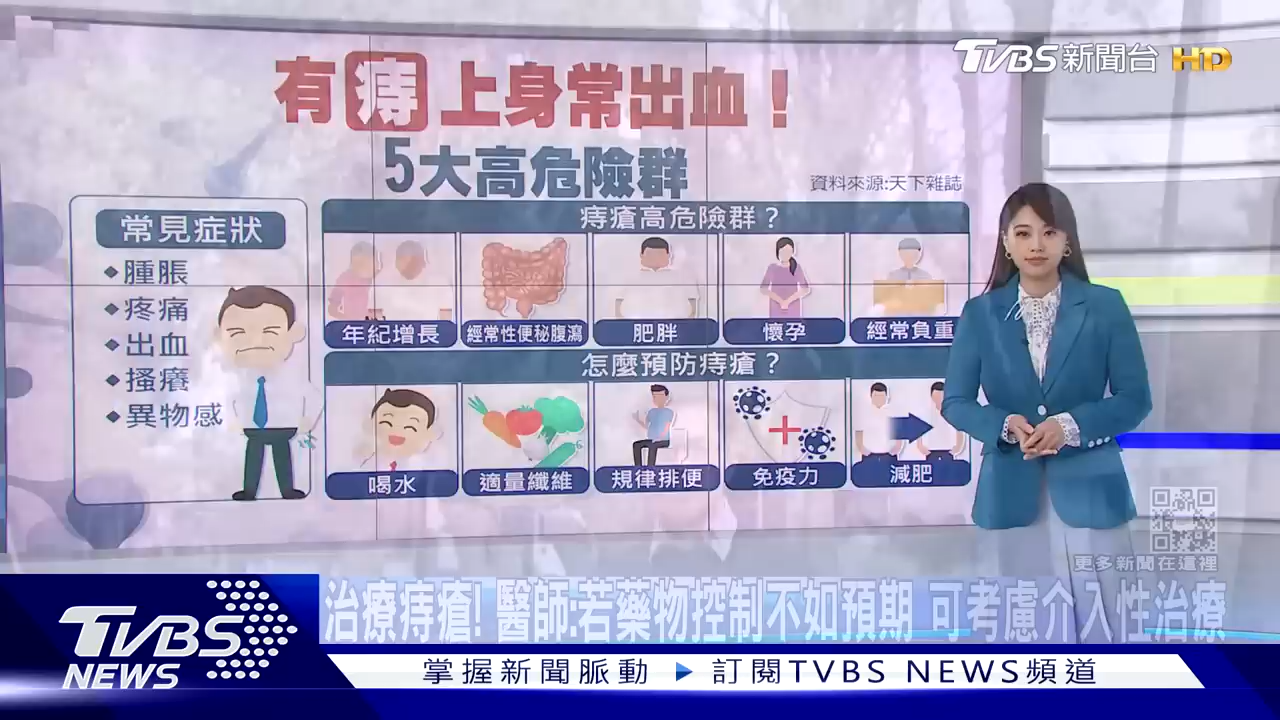 TVBS新聞台 HD
有痔上身常出血！
5大高危險群
資料來源:天下雜誌
常見症狀
◆腫脹
◆疼痛
◆出血
◆搔癢
◆異物感
痔瘡高危險群？
年紀增長 經常性便秘腹瀉 肥胖 懷孕 經常負重
怎麼預防痔瘡？
喝水 適量纖維 規律排便 免疫力 減肥
更多新聞在這裡
治療痔瘡! 醫師:若藥物控制不如預期 可考慮介入性治療
TVBS
NEWS
掌握新聞脈動 ▶ 訂閱TVBS NEWS頻道